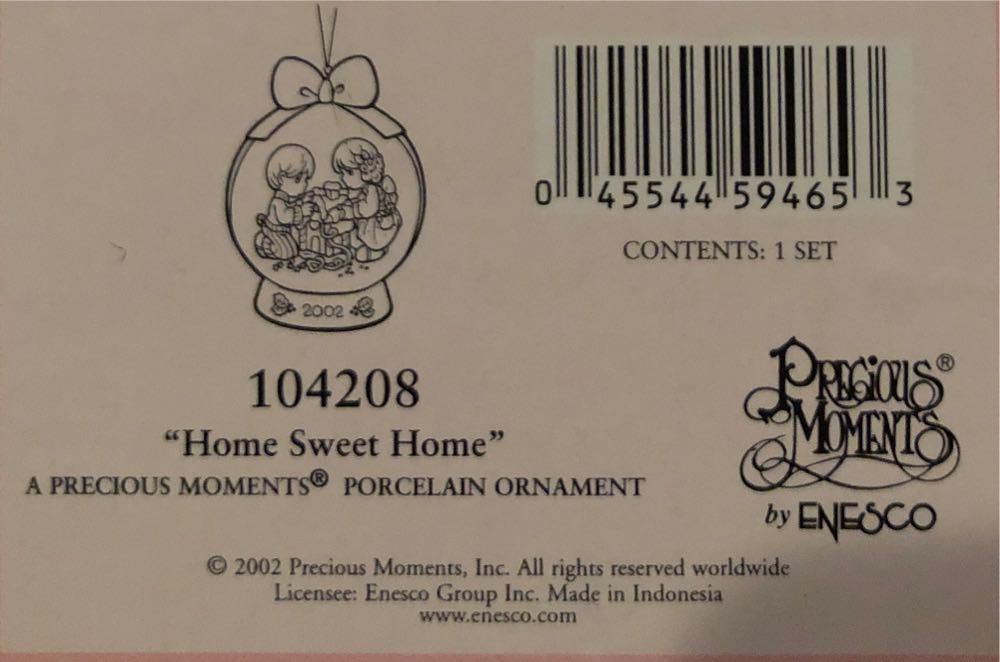 2002
0 45544 59465 3
CONTENTS: 1 SET
104208
“Home Sweet Home”
A PRECIOUS MOMENTS® PORCELAIN ORNAMENT
PRECIOUS®
MOMENTS
by ENESCO
© 2002 Precious Moments, Inc. All rights reserved worldwide
Licensee: Enesco Group Inc. Made in Indonesia
www.enesco.com